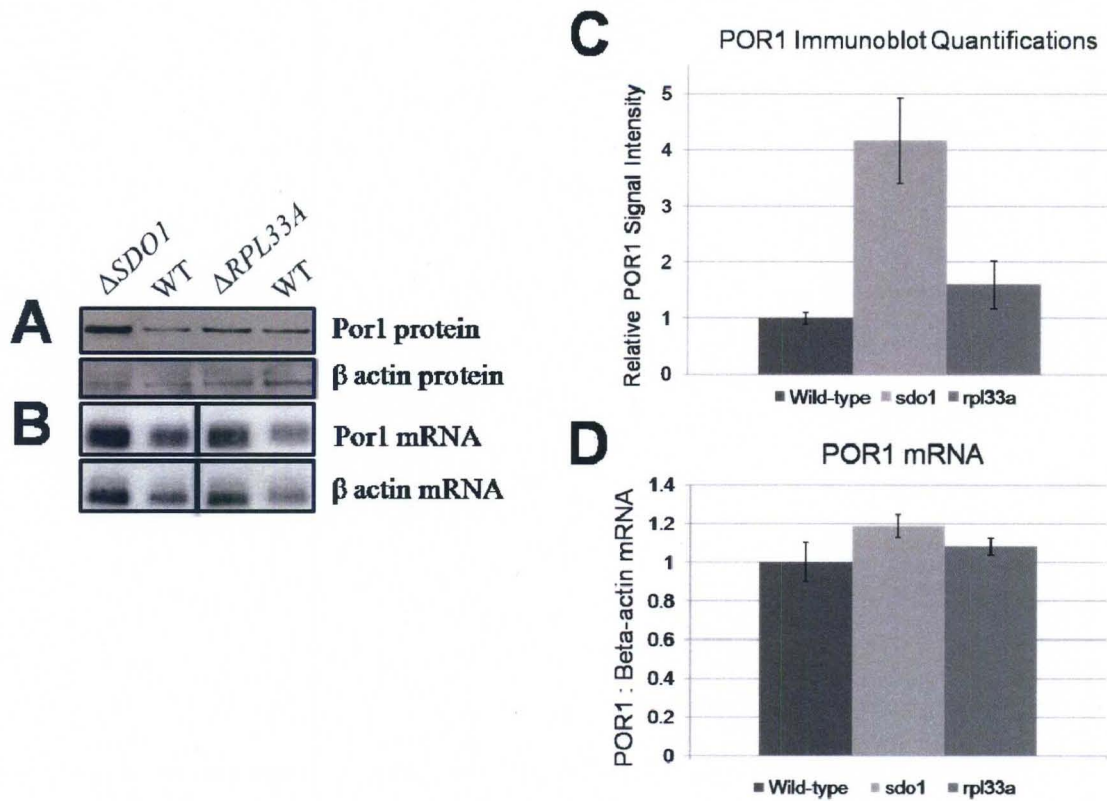 A
B
ΔSDO1
WT
ΔRPL33A
WT
Por1 protein
β actin protein
Por1 mRNA
β actin mRNA
C
POR1 Immunoblot Quantifications
Relative POR1 Signal Intensity
5
4
3
2
1
0
Wild-type sdo1 rpl33a
D
POR1 mRNA
POR1 : Beta-actin mRNA
1.4
1.2
1
0.8
0.6
0.4
0.2
0
Wild-type sdo1 rpl33a